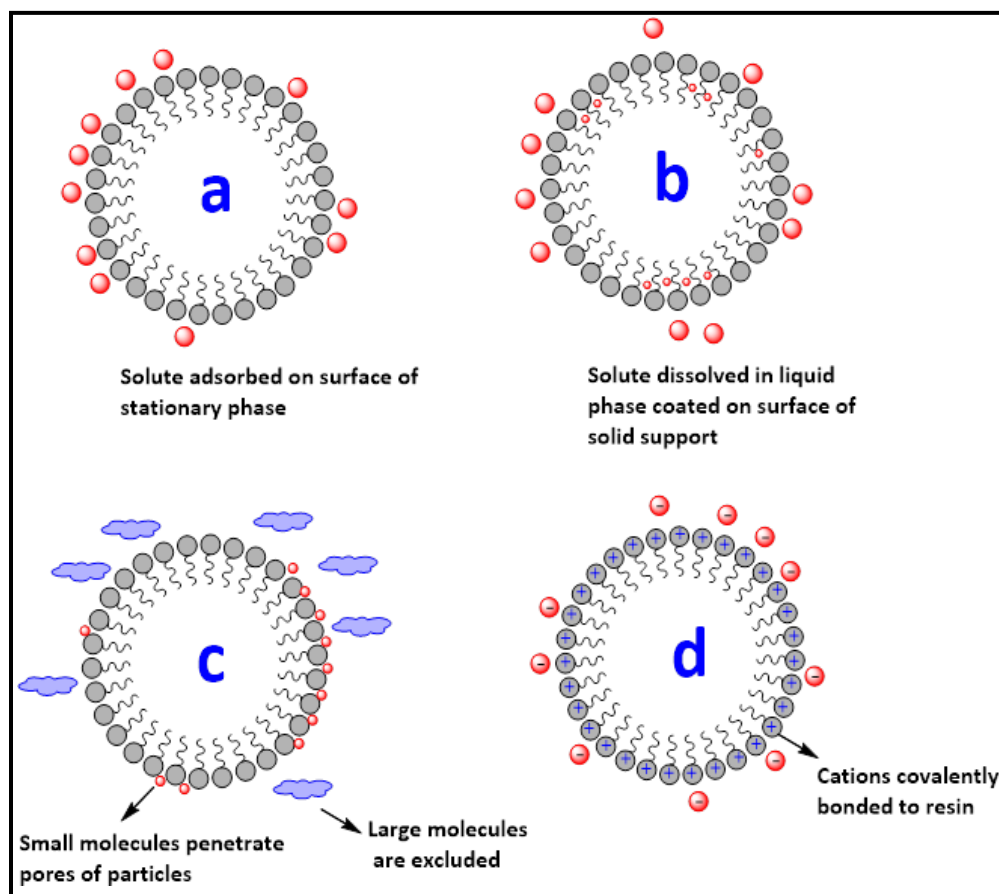 a
b
Solute adsorbed on surface of
stationary phase
Solute dissolved in liquid
phase coated on surface of
solid support
c
d
Small molecules penetrate
pores of particles
Large molecules
are excluded
Cations covalently
bonded to resin